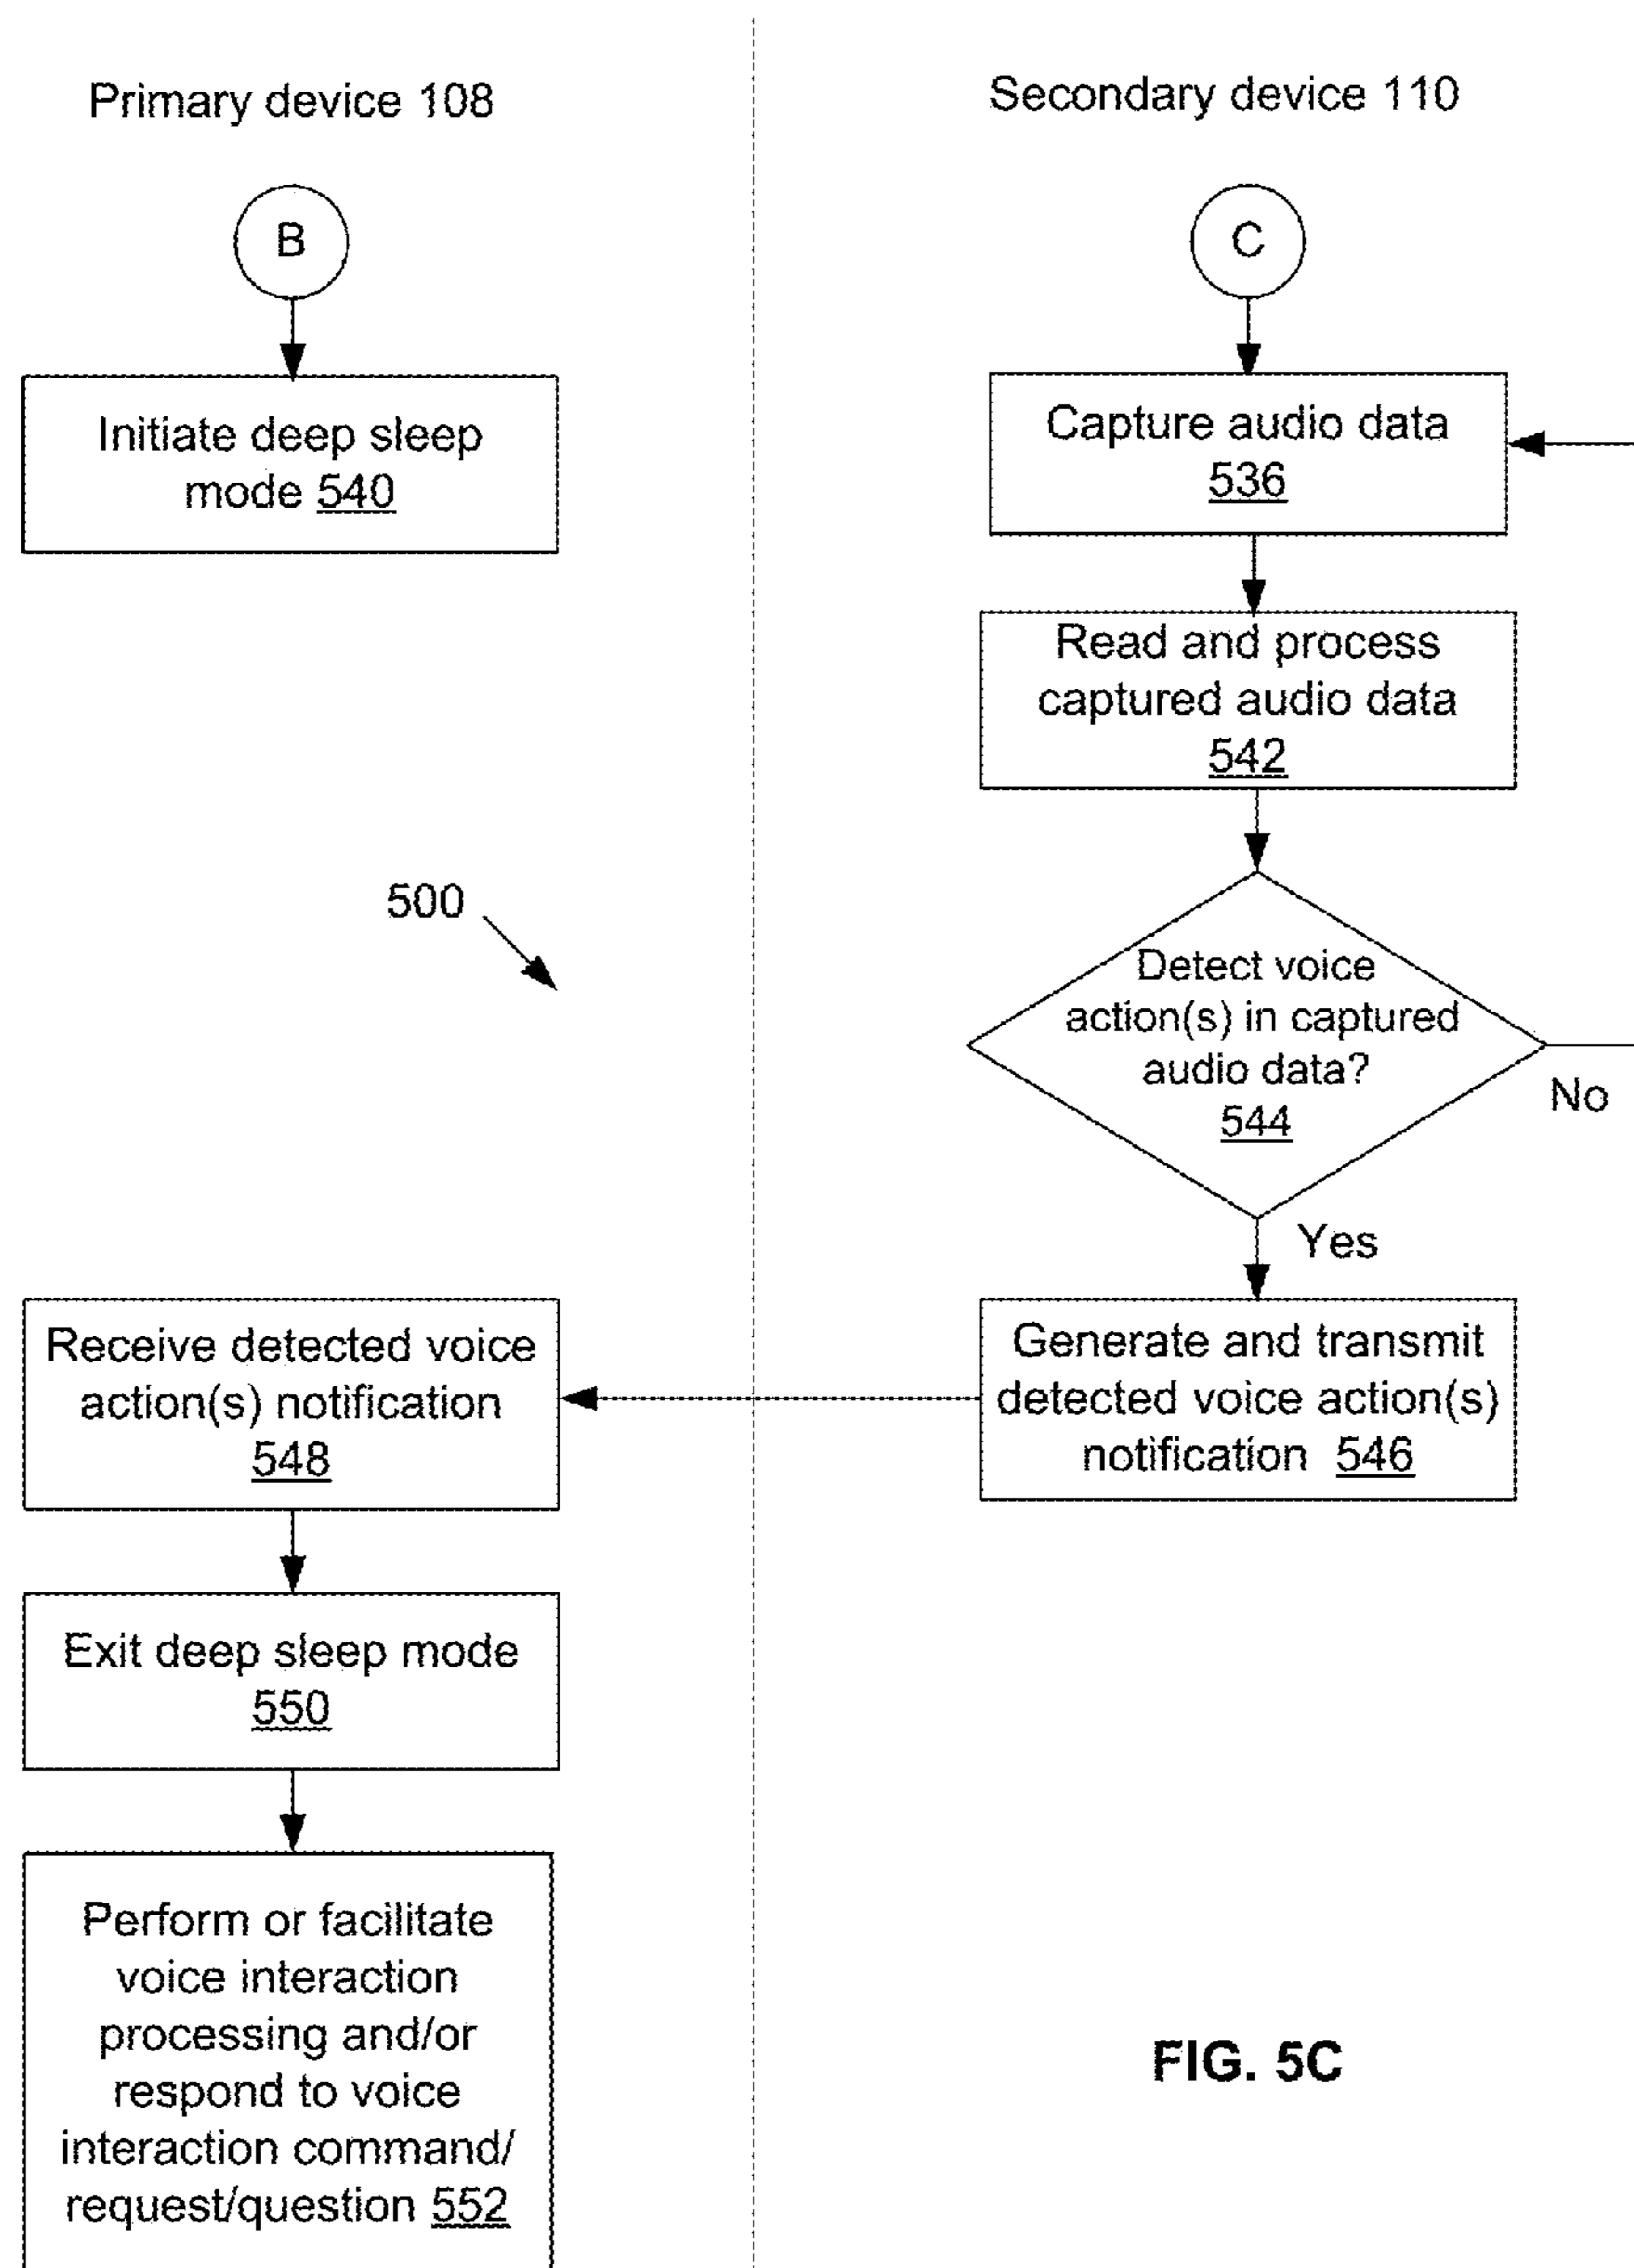 Primary device 108
Secondary device 110
B
C
Initiate deep sleep
mode 540
Capture audio data
536
Read and process
captured audio data
542
500
Detect voice
action(s) in captured
audio data?
544
No
Yes
Receive detected voice
action(s) notification
548
Generate and transmit
detected voice action(s)
notification 546
Exit deep sleep mode
550
Perform or facilitate
voice interaction
processing and/or
respond to voice
interaction command/
request/question 552
FIG. 5C